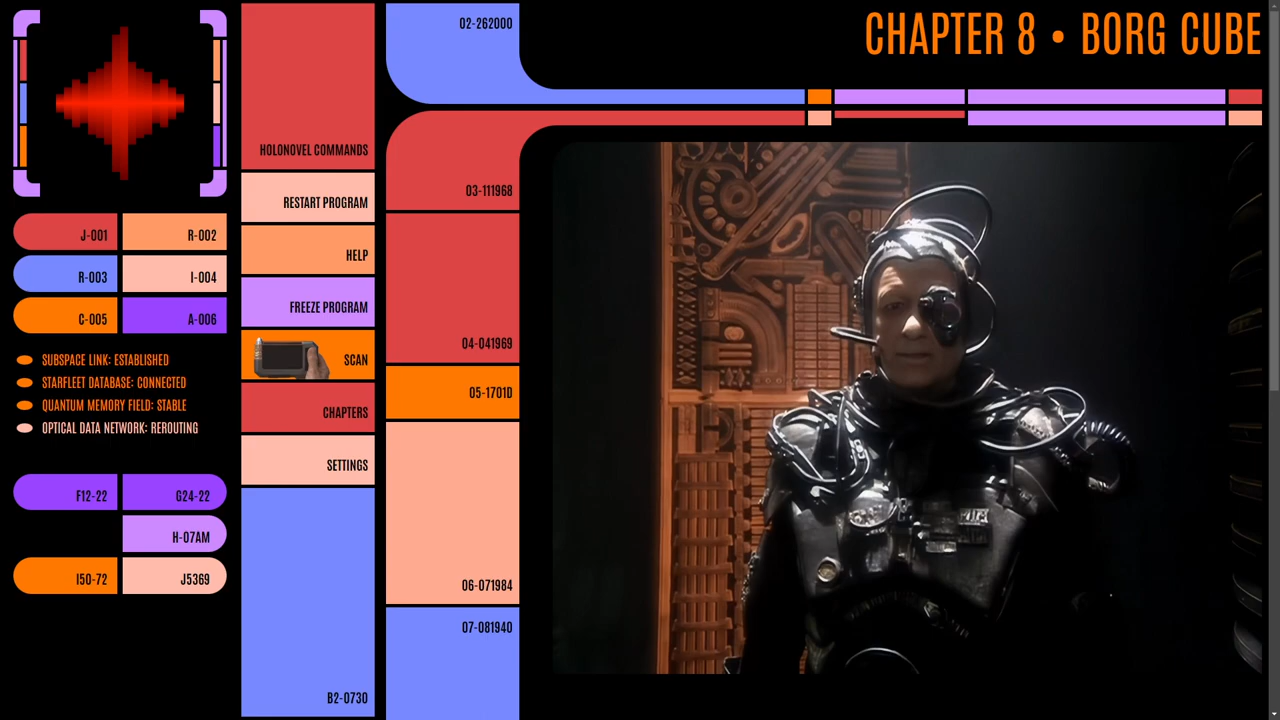 CHAPTER 8 • BORG CUBE
J-001
R-002
R-003
I-004
C-005
A-006
SUBSPACE LINK: ESTABLISHED
STARFLEET DATABASE: CONNECTED
QUANTUM MEMORY FIELD: STABLE
OPTICAL DATA NETWORK: REROUTING
F12-22
G24-22
H-07AM
I50-72
J5369
HOLONOVEL COMMANDS
RESTART PROGRAM
HELP
FREEZE PROGRAM
SCAN
CHAPTERS
SETTINGS
B2-0730
02-262000
03-111968
04-041969
05-1701D
06-071984
07-081940